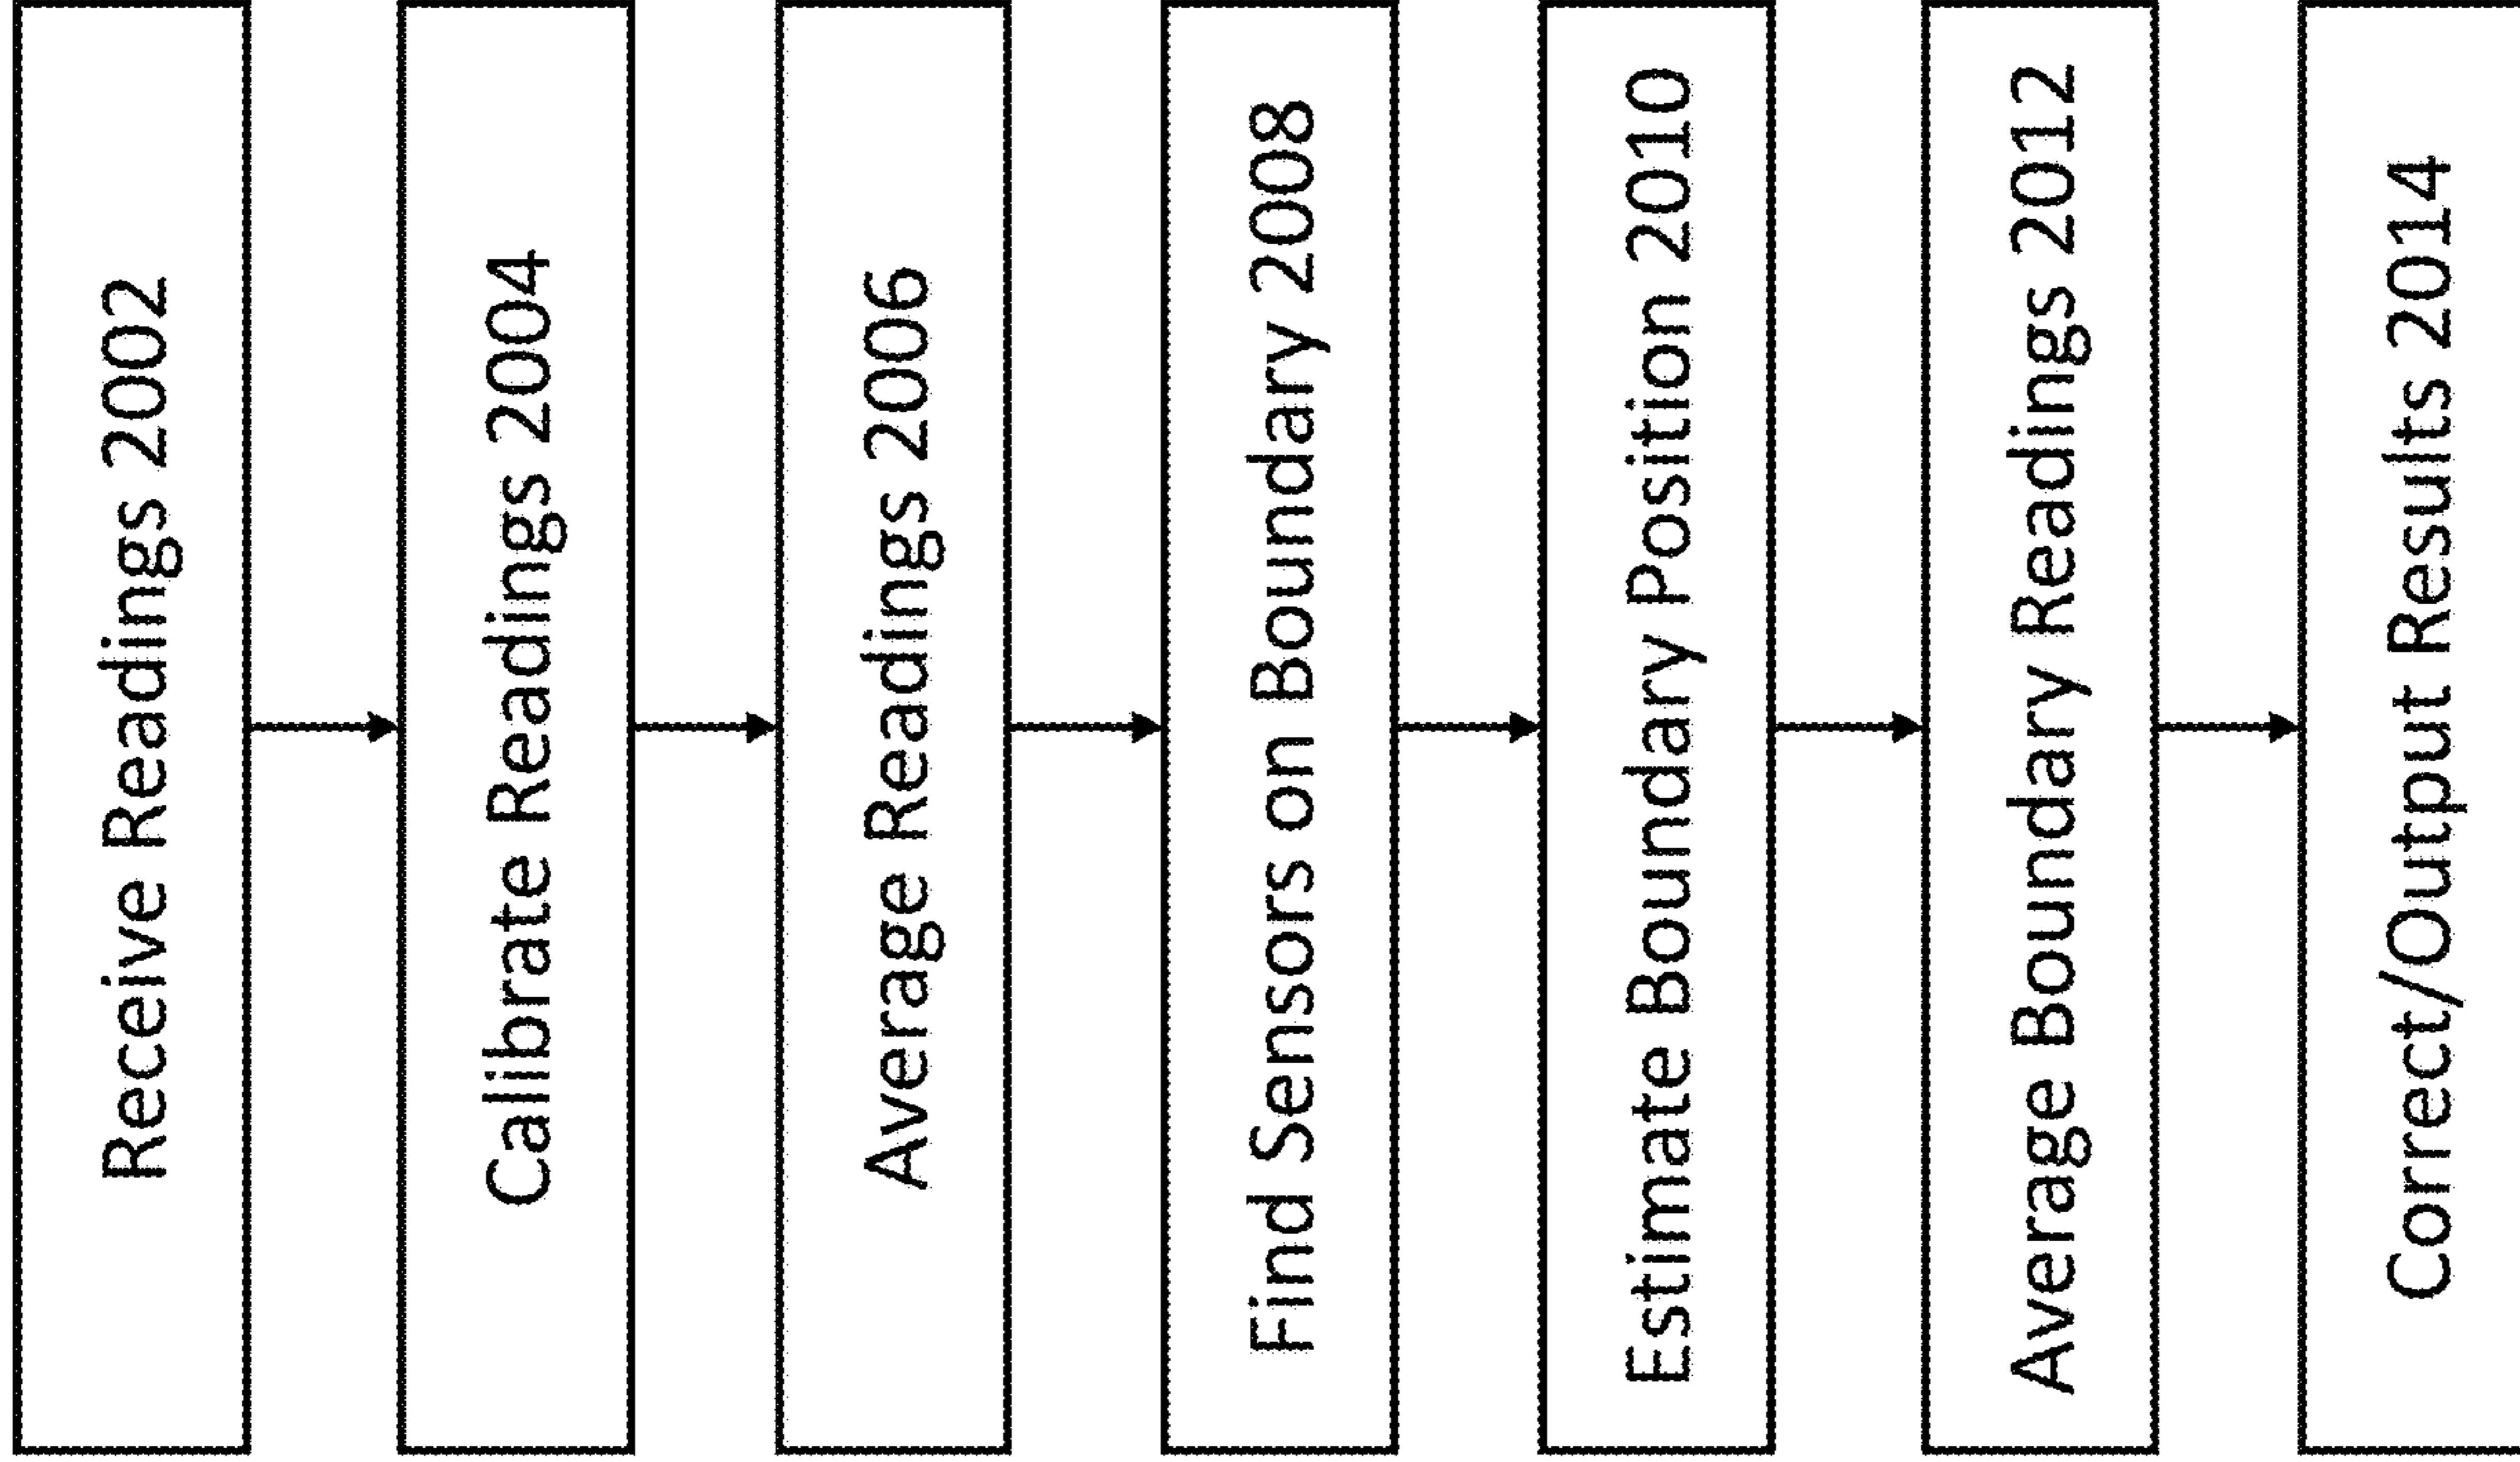 Receive Readings 2002
Calibrate Readings 2004
Average Readings 2006
Find Sensors on Boundary 2008
Estimate Boundary Position 2010
Average Boundary Readings 2012
Correct/Output Results 2014